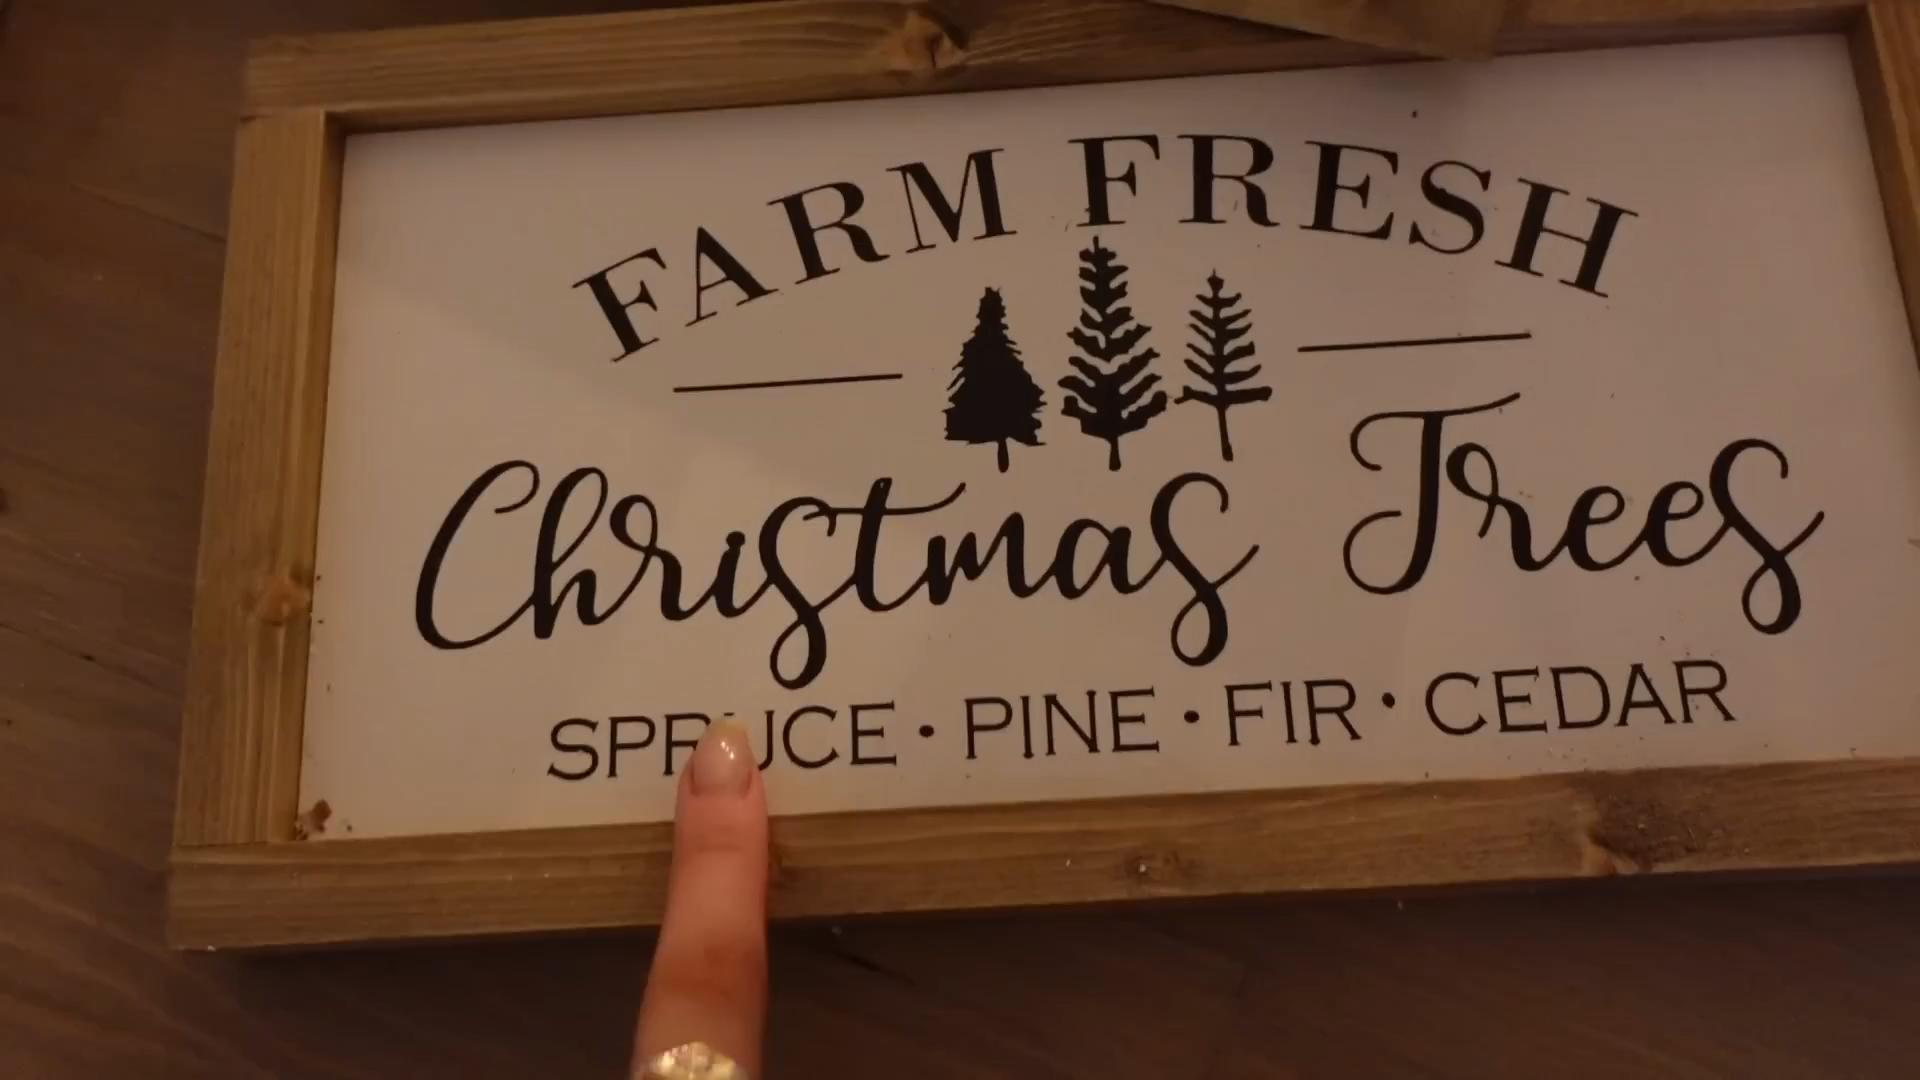 FARM FRESH
Christmas Trees
SPRUCE • PINE • FIR • CEDAR